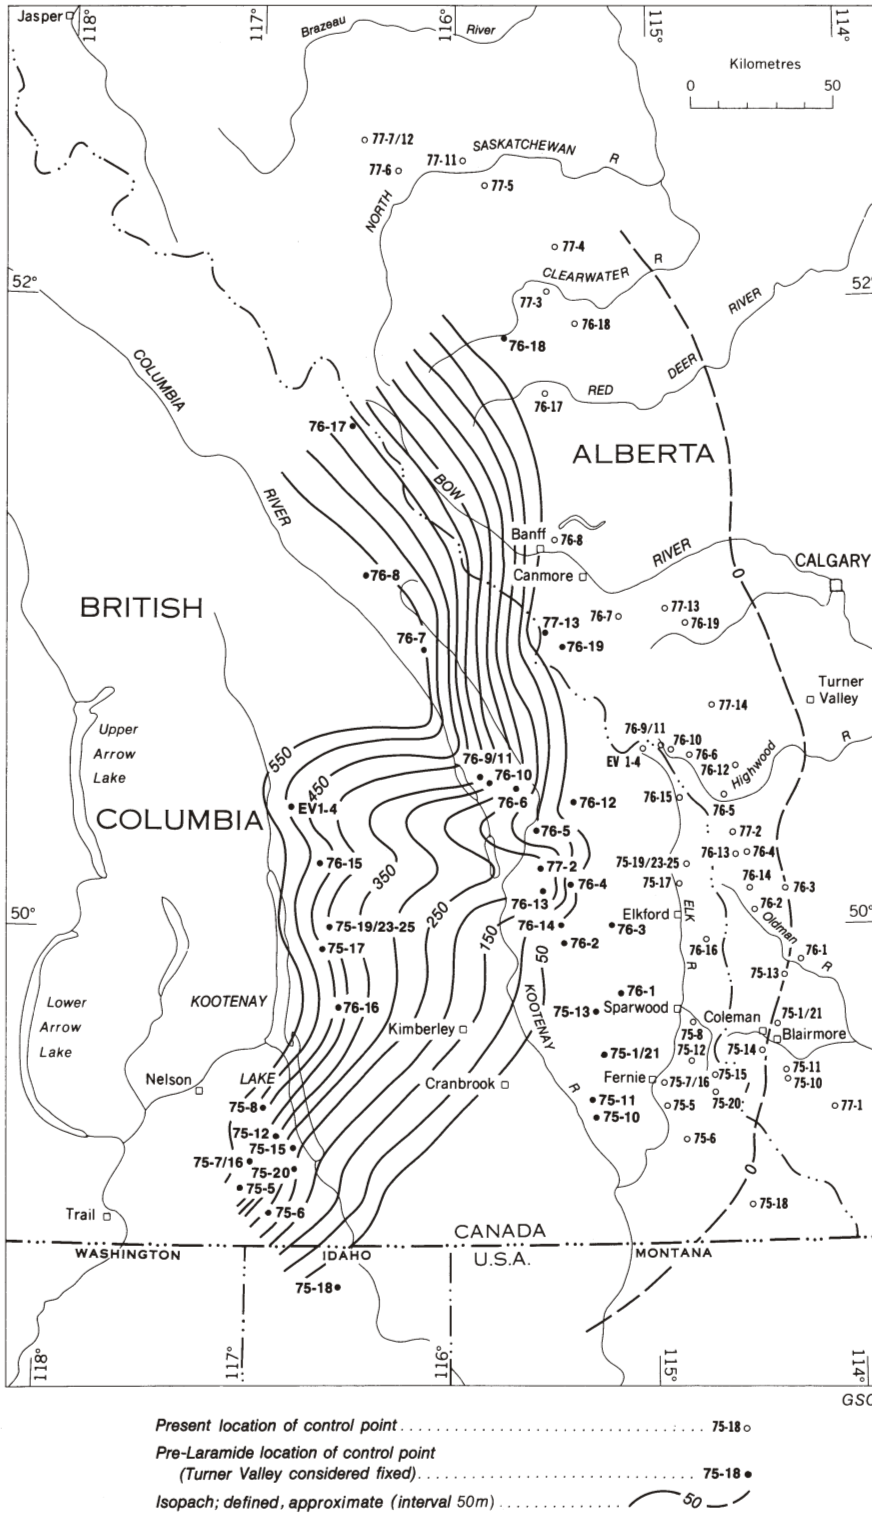 Jasper
118°
117°
Brazeau
116°
River
115°
114°
Kilometres
0
50
77-7/12
77-11
SASKATCHEWAN
R
77-6
77-5
NORTH
77-4
CLEARWATER
R
52°
52°
77-3
RIVER
76-18
76-18
DEER
COLUMBIA
RED
76-17
76-17
ALBERTA
BOW
RIVER
Banff
76-8
RIVER
CALGARY
Canmore
76-8
0
BRITISH
77-13
76-7
77-13
76-19
76-7
76-19
Turner
Valley
77-14
Upper
Arrow
Lake
76-9/11
76-10
R
550
76-9/11
EV 1-4
76-6
76-10
76-12
Highwood
450
76-6
EV1-4
76-12
76-15
76-5
COLUMBIA
76-5
77-2
76-13
76-4
76-15
77-2
75-19/23-25
350
76-4
75-17
76-14
76-3
76-13
ELK
76-2
50°
250
Elkford
50°
75-19/23-25
150
76-14
76-3
Oldman
75-17
50
76-2
76-16
76-1
R
75-13
R
76-1
Lower
Arrow
Lake
KOOTENAY
76-16
KOOTENAY
75-13
Sparwood
Coleman
75-1/21
Kimberley
75-8
Blairmore
75-1/21
75-12
75-14
Nelson
LAKE
Cranbrook
Fernie
75-7/16
75-15
75-11
75-10
R
75-11
75-8
75-10
75-5
75-20
77-1
75-12
75-15
75-6
75-7/16
75-20
0
75-5
75-18
75-6
Trail
CANADA
WASHINGTON
IDAHO
U.S.A.
MONTANA
75-18
118°
117°
116°
115°
114°
GSC
Present location of control point . . . . . . . . . . . . . . . . . . . . . . . . . . . . . . . . . . . . 75-18
Pre-Laramide location of control point
(Turner Valley considered fixed). . . . . . . . . . . . . . . . . . . . . . . . . . . . . . . . . . 75-18
Isopach; defined, approximate (interval 50m) . . . . . . . . . . . . . . . 50